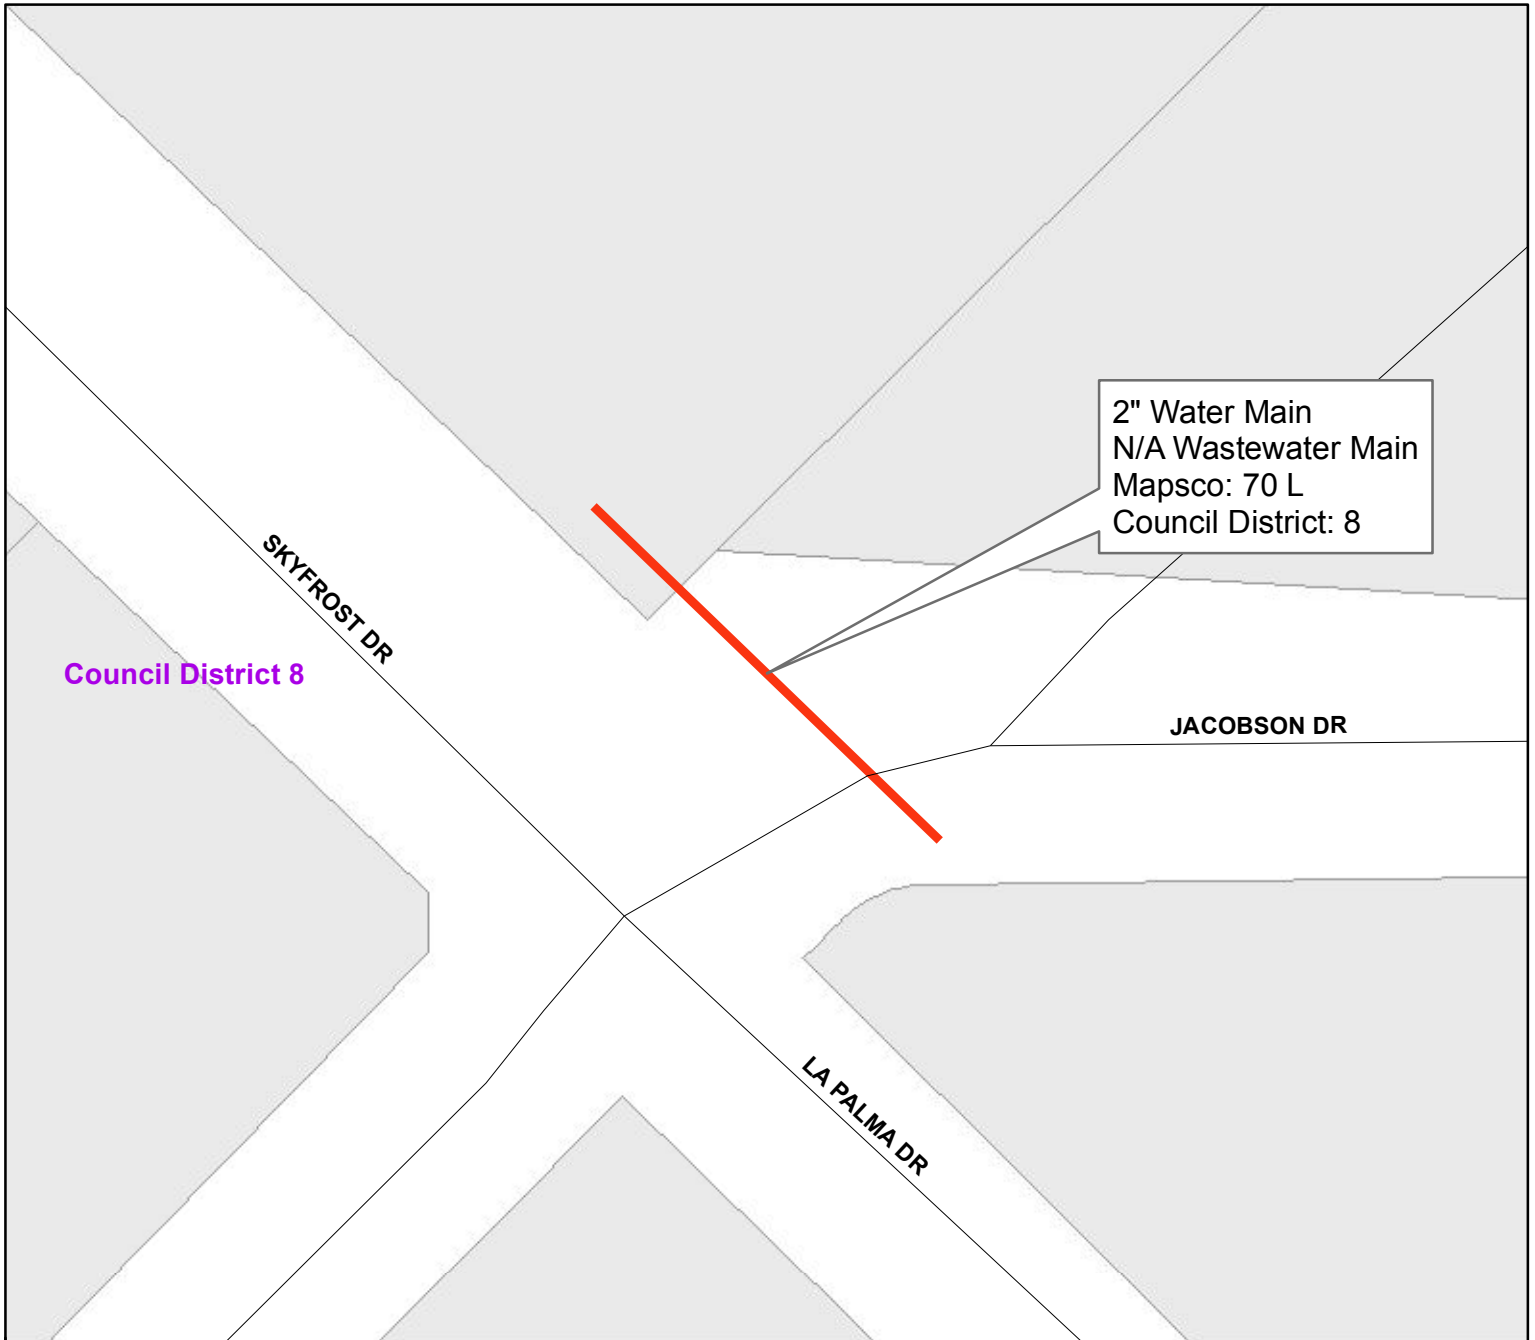 2" Water Main
N/A Wastewater Main
Mapsco: 70 L
Council District: 8
SKYFROST DR
Council District 8
JACOBSON DR
LA PALMA DR